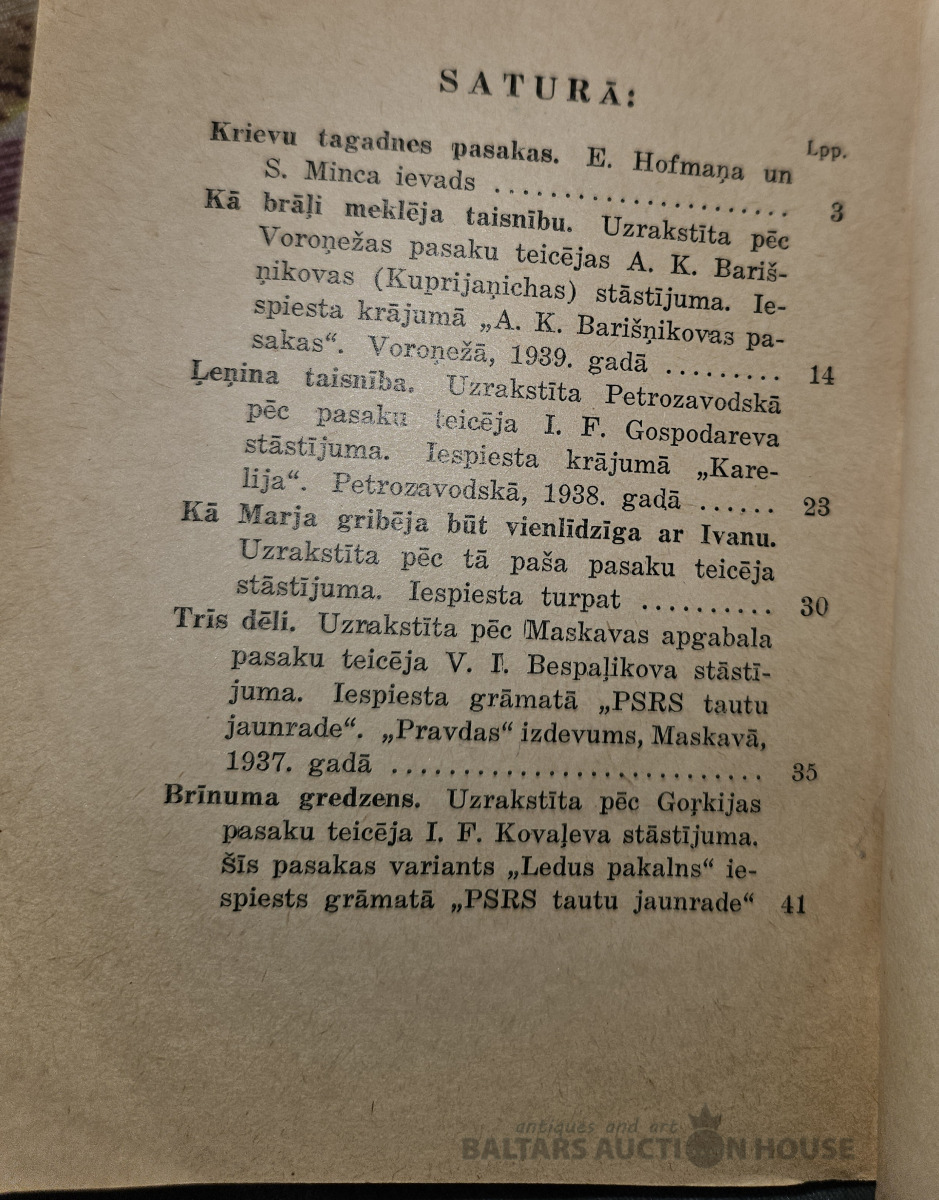 SATURĀ:
Lpp.
Krievu tagadnes pasakas. E. Hofmaņa un
S. Minca ievads .................................... 3
Kā brāļi meklēja taisnību. Uzrakstīta pēc
Voroņežas pasaku teicējas A. K. Bariš-
ņikovas (Kuprijaņichas) stāstījuma. Ie-
spiesta krājumā „A. K. Barišņikovas pa-
sakas“. Voroņežā, 1939. gadā .......... 14
Ļeņina taisnība. Uzrakstīta Petrozavodskā
pēc pasaku teicēja I. F. Gospodareva
stāstījuma. Iespiesta krājumā „Kare-
lija“. Petrozavodskā, 1938. gadā ...... 23
Kā Marja gribēja būt vienlīdzīga ar Ivanu.
Uzrakstīta pēc tā paša pasaku teicēja
stāstījuma. Iespiesta turpat .......... 30
Trīs dēli. Uzrakstīta pēc Maskavas apgabala
pasaku teicēja V. I. Bespaļikova stāstī-
juma. Iespiesta grāmatā „PSRS tautu
jaunrade“. „Pravdas“ izdevums, Maskavā,
1937. gadā .......................... 35
Brīnuma gredzens. Uzrakstīta pēc Goŗkijas
pasaku teicēja I. F. Kovaļeva stāstījuma.
Šīs pasakas variants „Ledus pakalns“ ie-
spiests grāmatā „PSRS tautu jaunrade“ 41
antiques and art
BALTARS AUCTION HOUSE